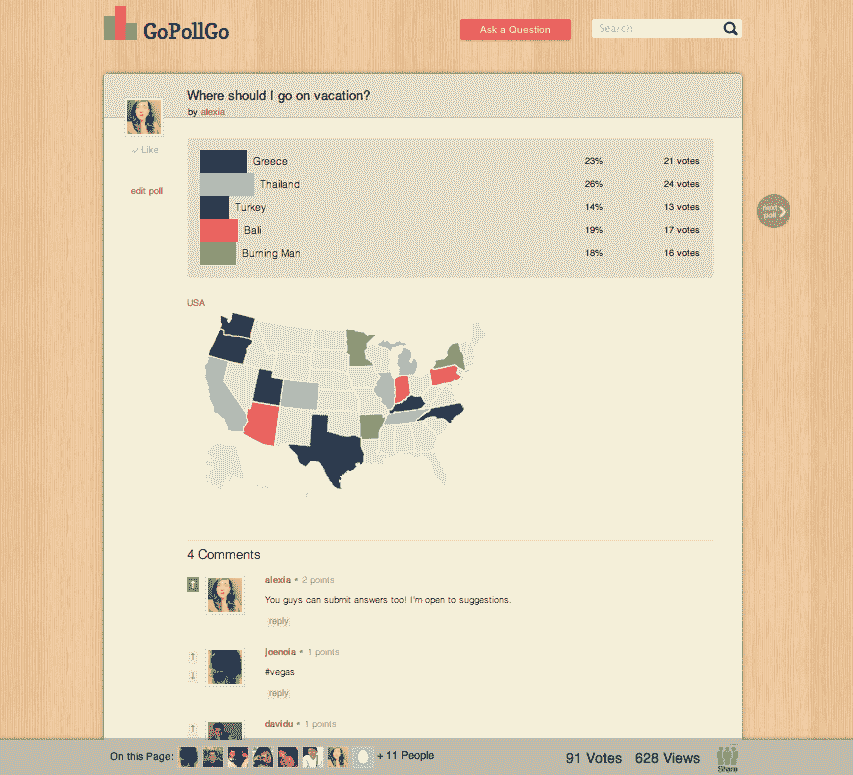 GoPollGo
Ask a Question
Search
Where should I go on vacation?
by alexia
Like
edit poll
Greece 23% 21 votes
Thailand 26% 24 votes
Turkey 14% 13 votes
Bali 19% 17 votes
Burning Man 18% 16 votes
next
poll
USA
4 Comments
alexia • 2 points
You guys can submit answers too! I'm open to suggestions.
reply
joenoia • 1 points
#vegas
reply
davidu • 1 points
On this Page: + 11 People 91 Votes 628 Views Share